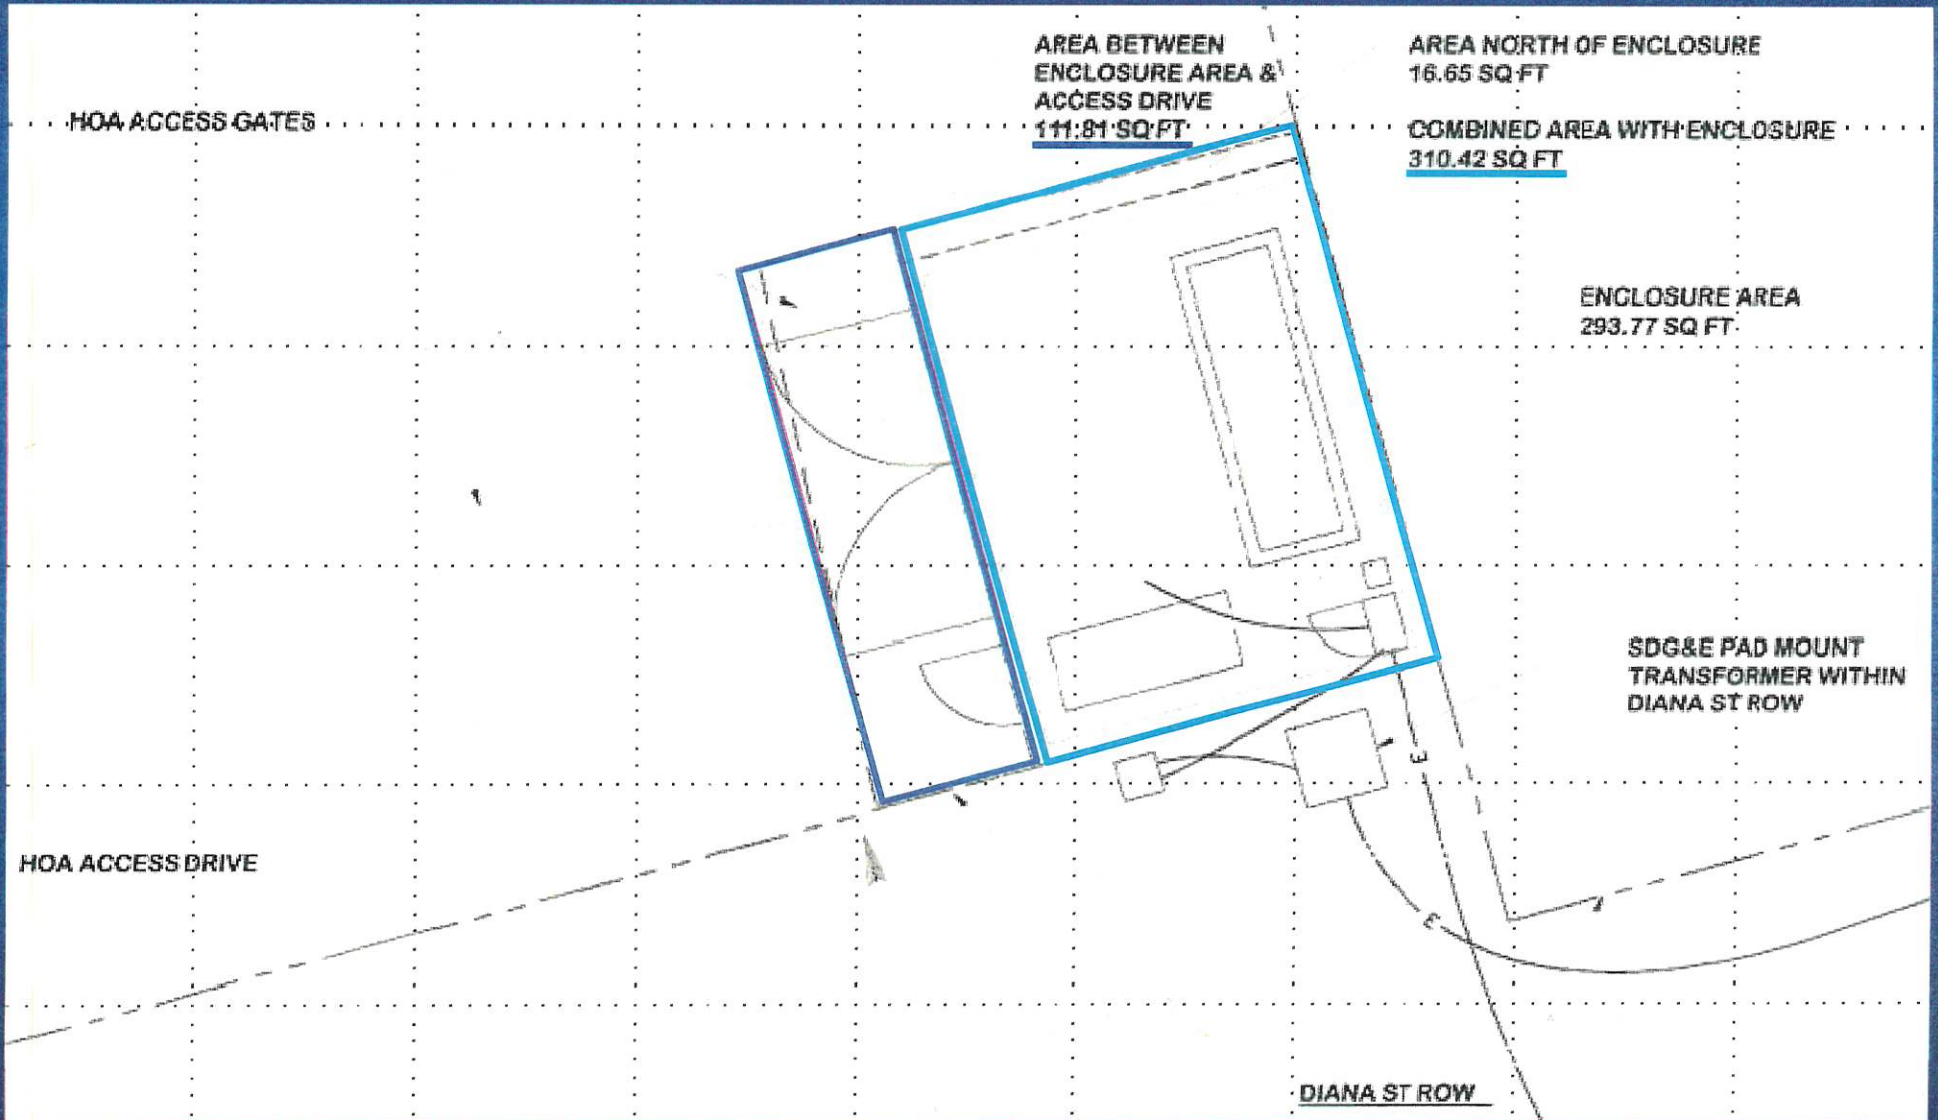 AREA BETWEEN
ENCLOSURE AREA &
ACCESS DRIVE
111.81 SQ FT
AREA NORTH OF ENCLOSURE
16.65 SQ FT
COMBINED AREA WITH ENCLOSURE
310.42 SQ FT
HOA ACCESS GATES
ENCLOSURE AREA
293.77 SQ FT
SDG&E PAD MOUNT
TRANSFORMER WITHIN
DIANA ST ROW
E
HOA ACCESS DRIVE
E
DIANA ST ROW